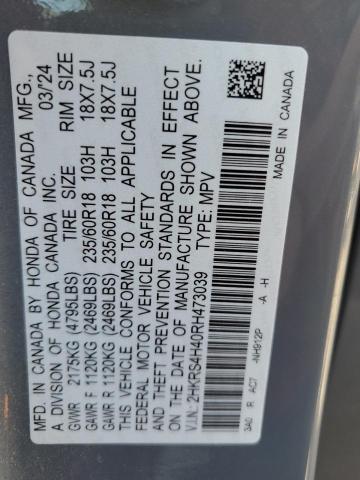 MFD. IN CANADA BY HONDA OF CANADA MFG.,
A DIVISION OF HONDA CANADA INC. 03/24
TIRE SIZE RIM SIZE
GVWR 2175KG (4795LBS)
GAWR F 1120KG (2469LBS) 235/60R18 103H 18X7.5J
GAWR R 1120KG (2469LBS) 235/60R18 103H 18X7.5J
THIS VEHICLE CONFORMS TO ALL APPLICABLE
FEDERAL MOTOR VEHICLE SAFETY
AND THEFT PREVENTION STANDARDS IN EFFECT
ON THE DATE OF MANUFACTURE SHOWN ABOVE.
V.I.N.: 2HKRS4H40RH473039 TYPE: MPV
-NH912P -A -H
3A0 R ACT MADE IN CANADA